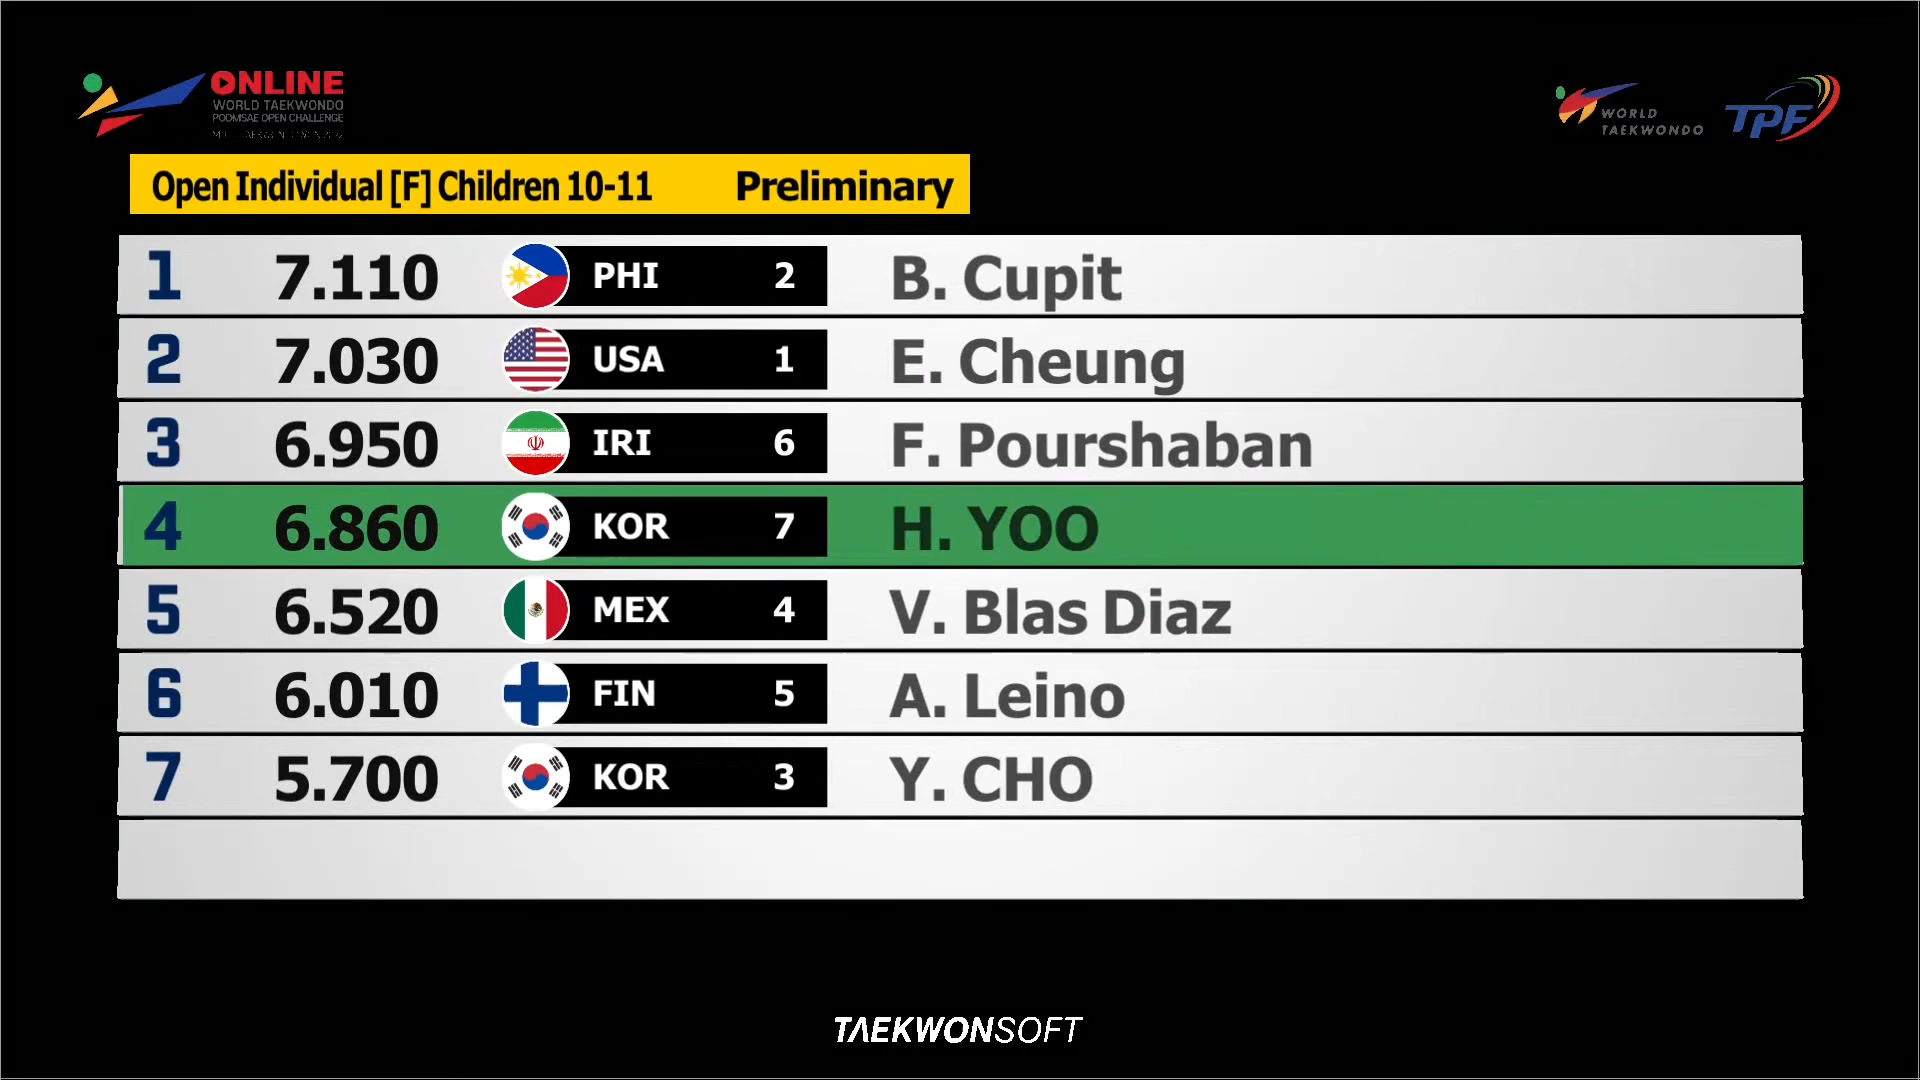 ONLINE
WORLD TAEKWONDO
POOMSAE OPEN CHALLENGE
WORLD
TAEKWONDO
TPF
Open Individual [F] Children 10-11 Preliminary
1 7.110 PHI 2 B. Cupit
2 7.030 USA 1 E. Cheung
3 6.950 IRI 6 F. Pourshaban
4 6.860 KOR 7 H. YOO
5 6.520 MEX 4 V. Blas Diaz
6 6.010 FIN 5 A. Leino
7 5.700 KOR 3 Y. CHO
TAEKWONSOFT